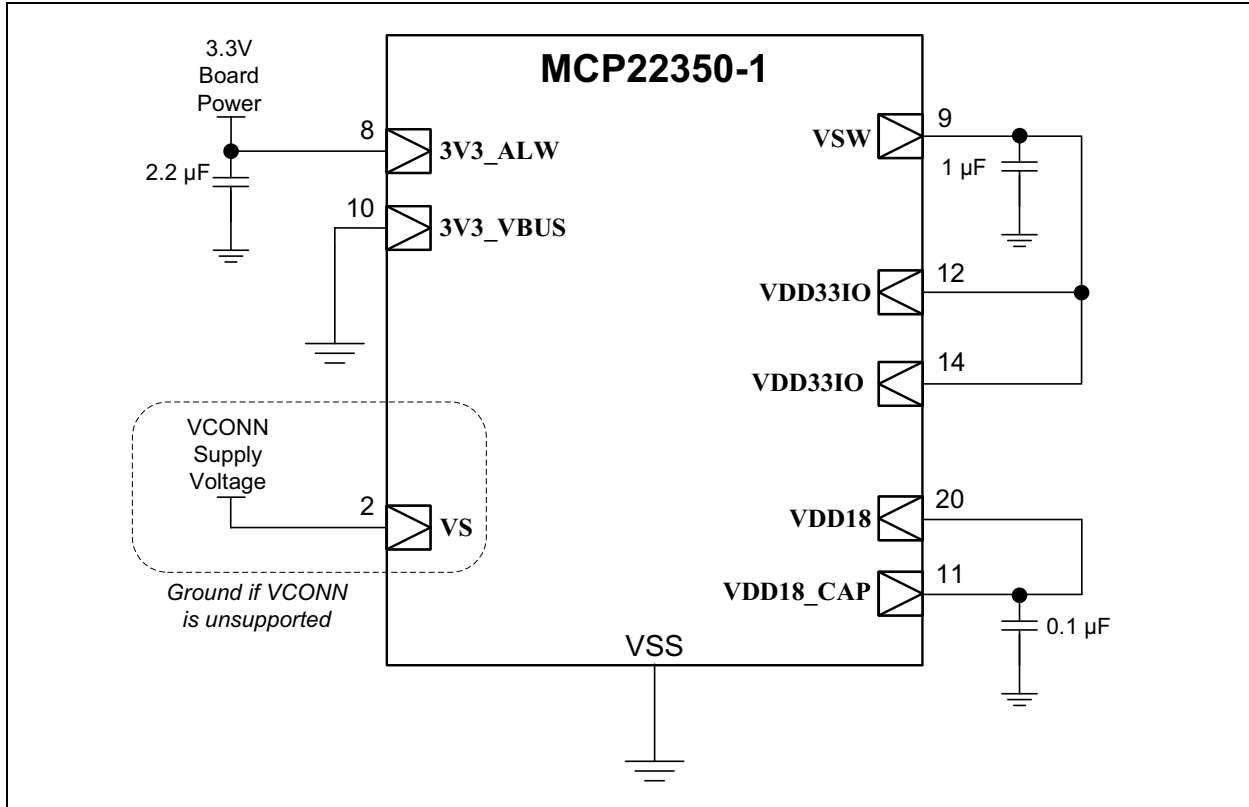 MCP22350-1
3.3V
Board
Power
8
3V3_ALW
2.2 µF
10
3V3_VBUS
VCONN
Supply
Voltage
2
VS
Ground if VCONN
is unsupported
VSW
9
1 µF
VDD33IO
12
VDD33IO
14
VDD18
20
VDD18_CAP
11
0.1 µF
VSS